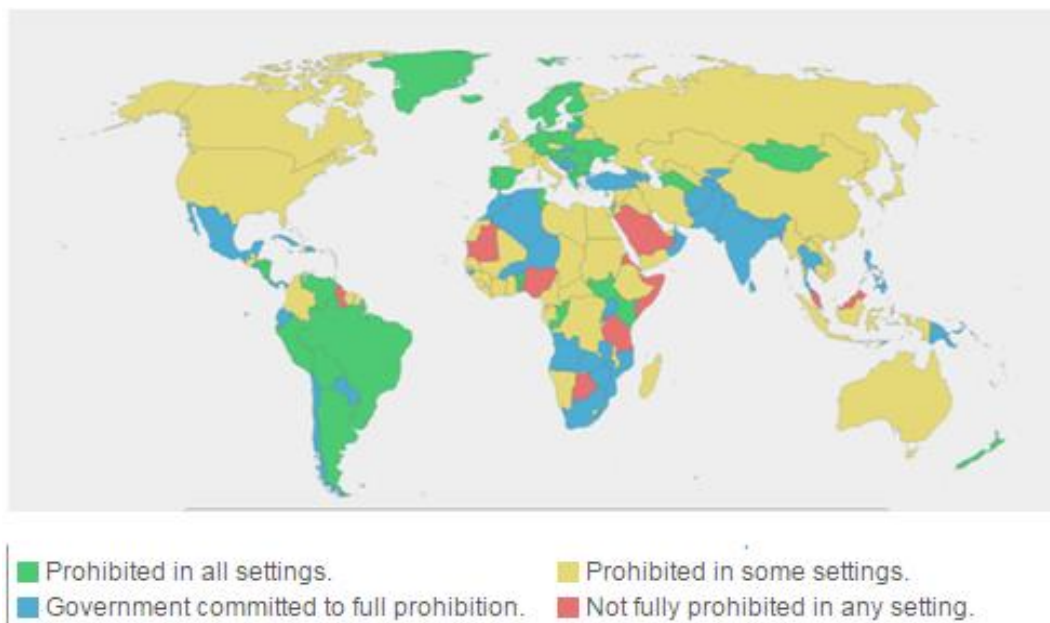 Prohibited in all settings.
Prohibited in some settings.
Government committed to full prohibition.
Not fully prohibited in any setting.